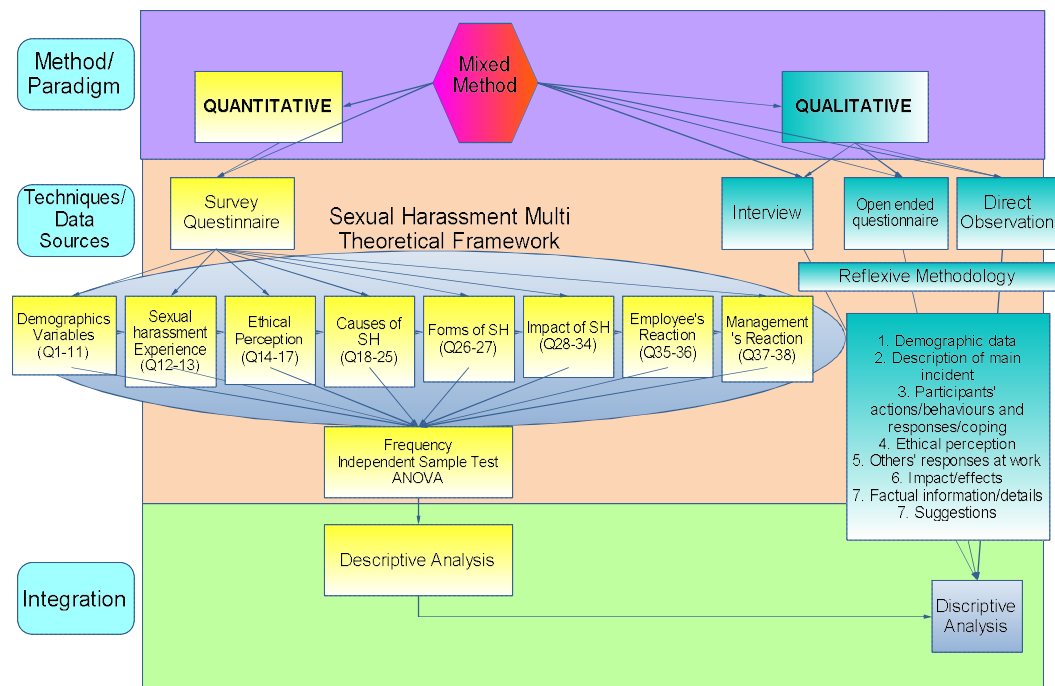 Method/
Paradigm
Mixed
Method
QUANTITATIVE
QUALITATIVE
Techniques/
Data
Sources
Survey
Questinnaire
Sexual Harassment Multi
Theoretical Framework
Interview
Open ended
questionnaire
Direct
Observation
Reflexive Methodology
Demographics
Variables
(Q1-11)
Sexual
harassment
Experience
(Q12-13)
Ethical
Perception
(Q14-17)
Causes of
SH
(Q18-25)
Forms of SH
(Q26-27)
Impact of SH
(Q28-34)
Employee's
Reaction
(Q35-36)
Management
's Reaction
(Q37-38)
1. Demographic data
2. Description of main
incident
3. Participants'
actions/behaviours and
responses/coping
4. Ethical perception
5. Others' responses at work
6. Impact/effects
7. Factual information/details
7. Suggestions
Frequency
Independent Sample Test
ANOVA
Descriptive Analysis
Integration
Discriptive
Analysis